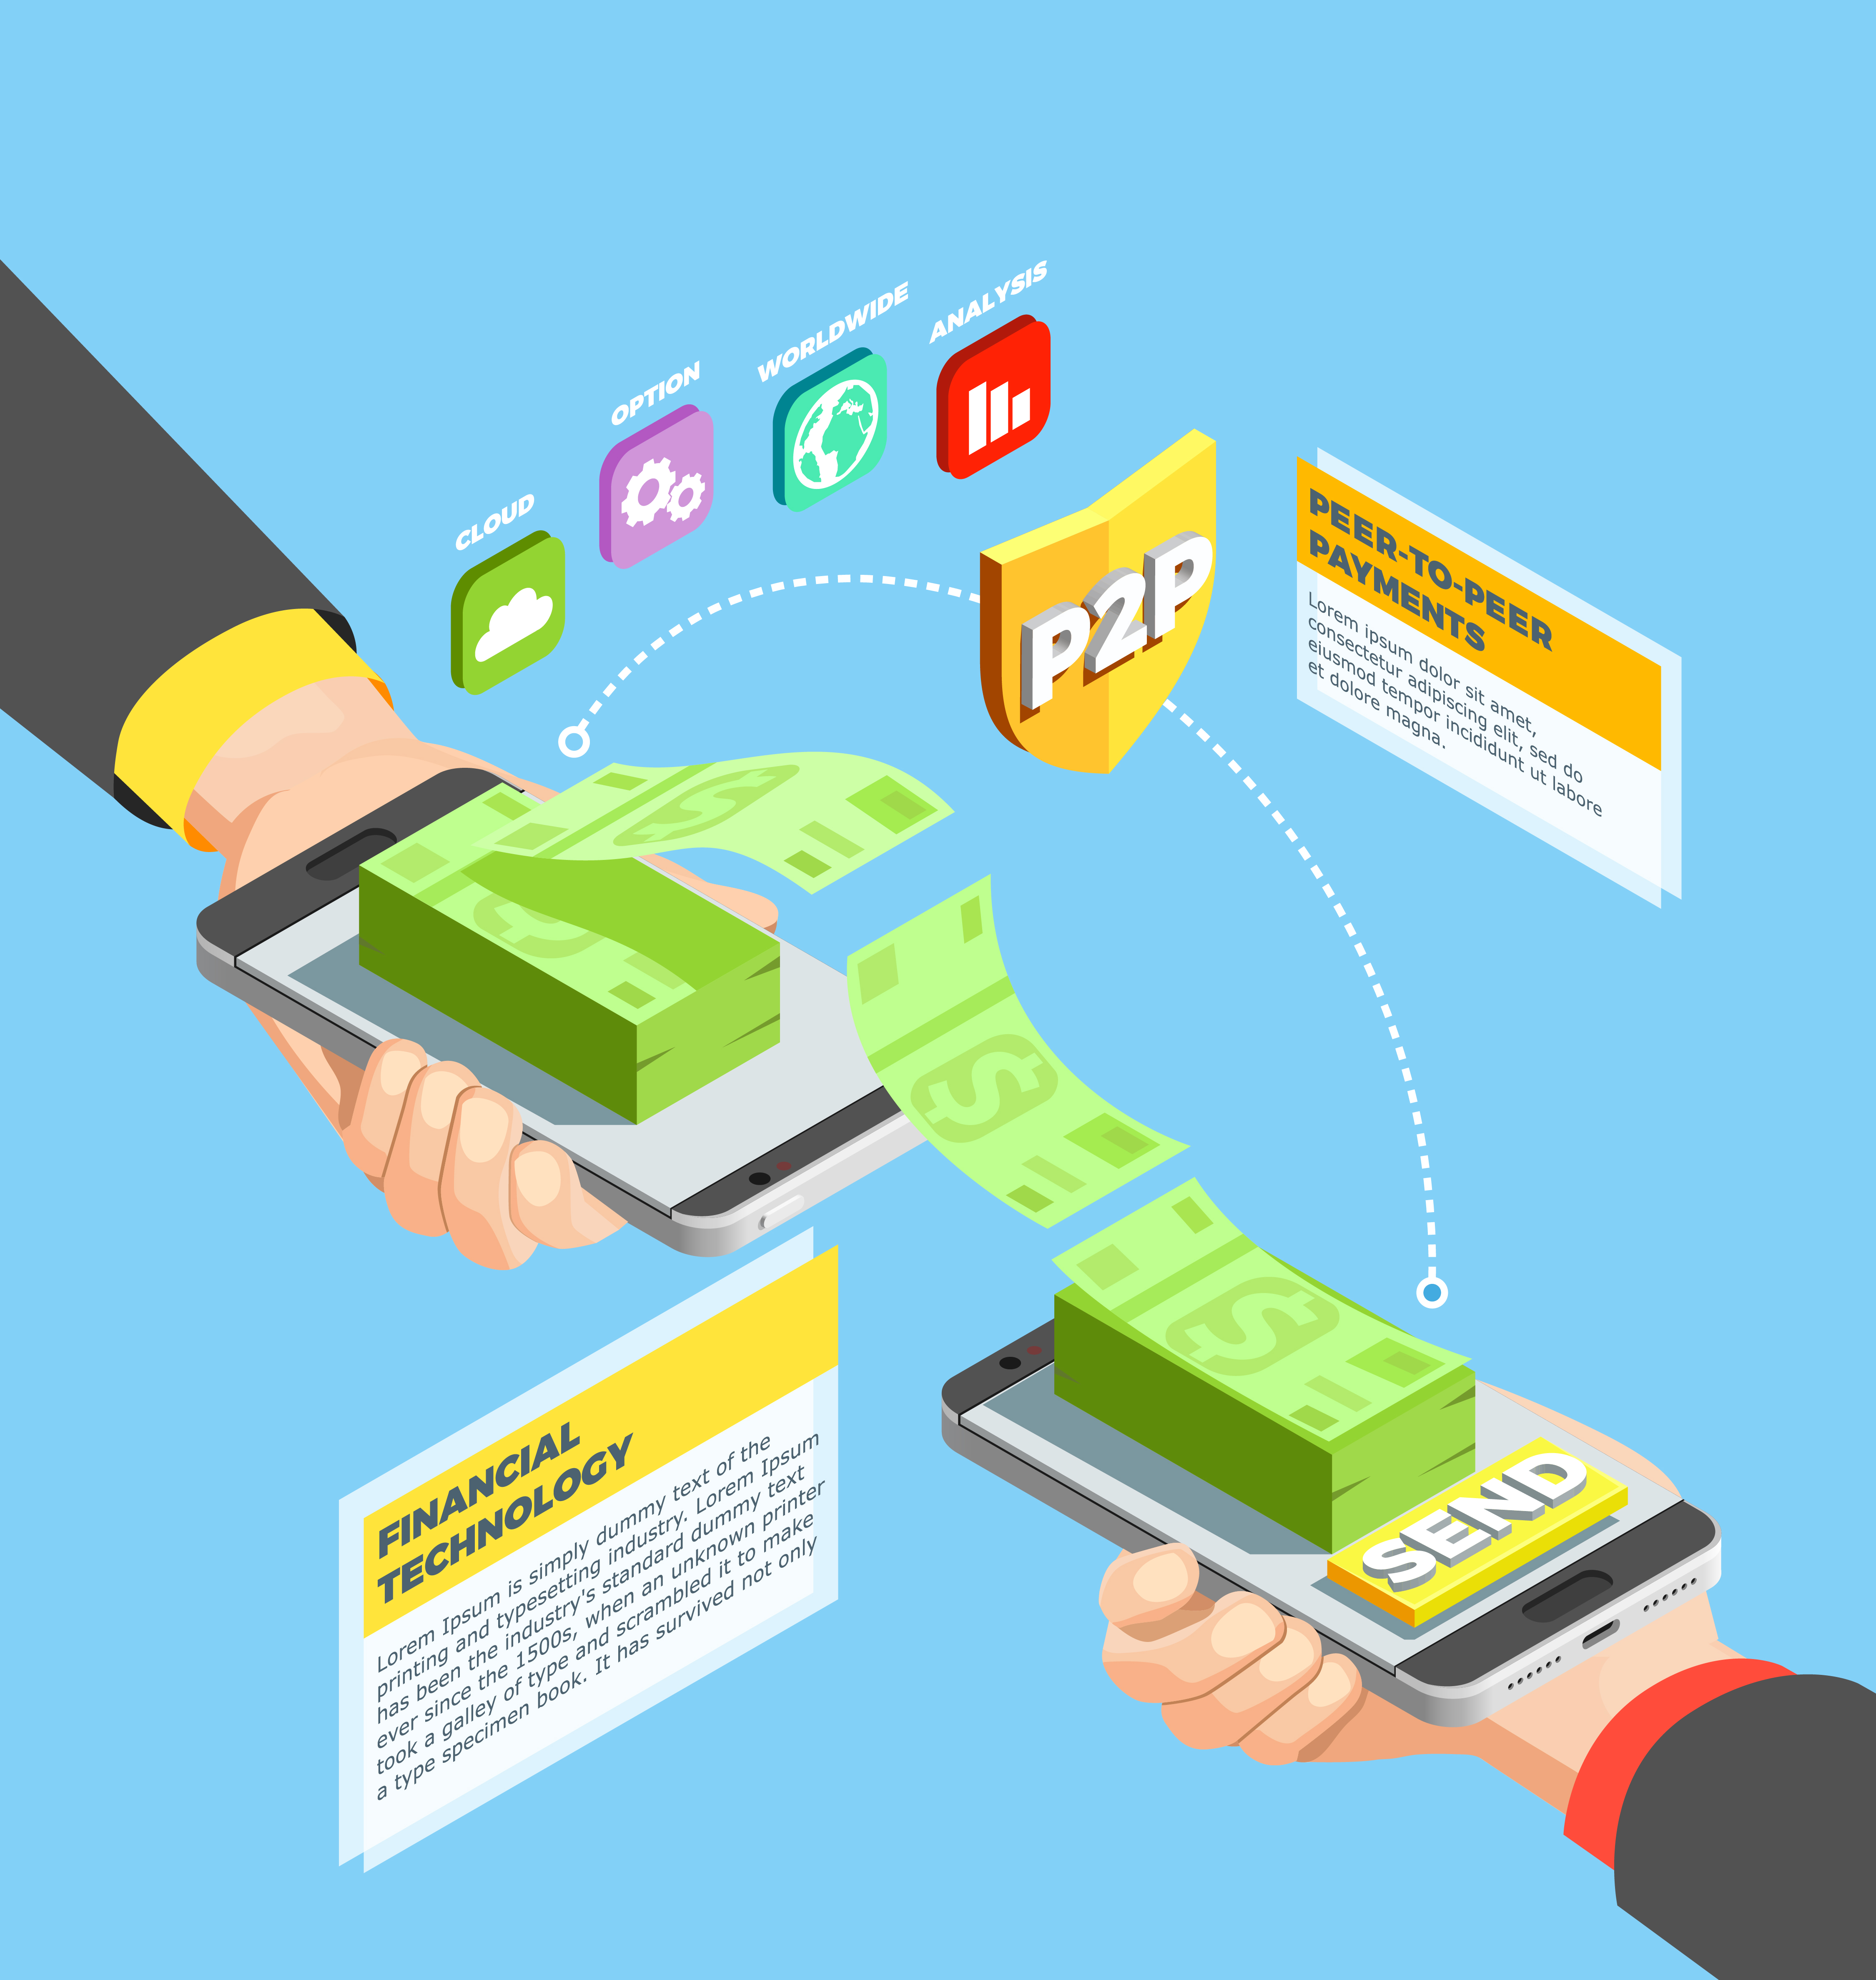 ANALYSIS
WORLDWIDE
OPTION
CLOUD
P2P
PEER-TO-PEER
PAYMENTS
Lorem ipsum dolor sit amet,
consectetur adipiscing elit, sed do
eiusmod tempor incididunt ut labore
et dolore magna.
$
$
$
FINANCIAL
TECHNOLOGY
Lorem Ipsum is simply dummy text of the
printing and typesetting industry. Lorem Ipsum
has been the industry's standard dummy text
ever since the 1500s, when an unknown printer
took a galley of type and scrambled it to make
a type specimen book. It has survived not only
SEND